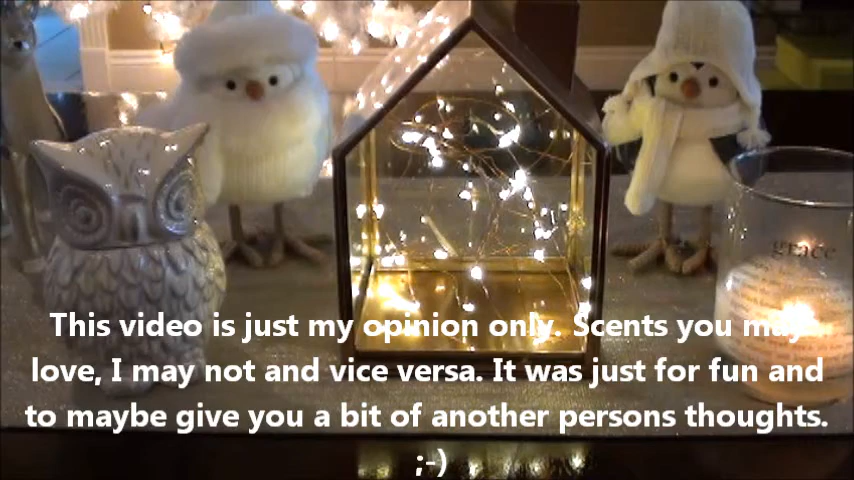 grace
This video is just my opinion only. Scents you may
love, I may not and vice versa. It was just for fun and
to maybe give you a bit of another persons thoughts.
;-)